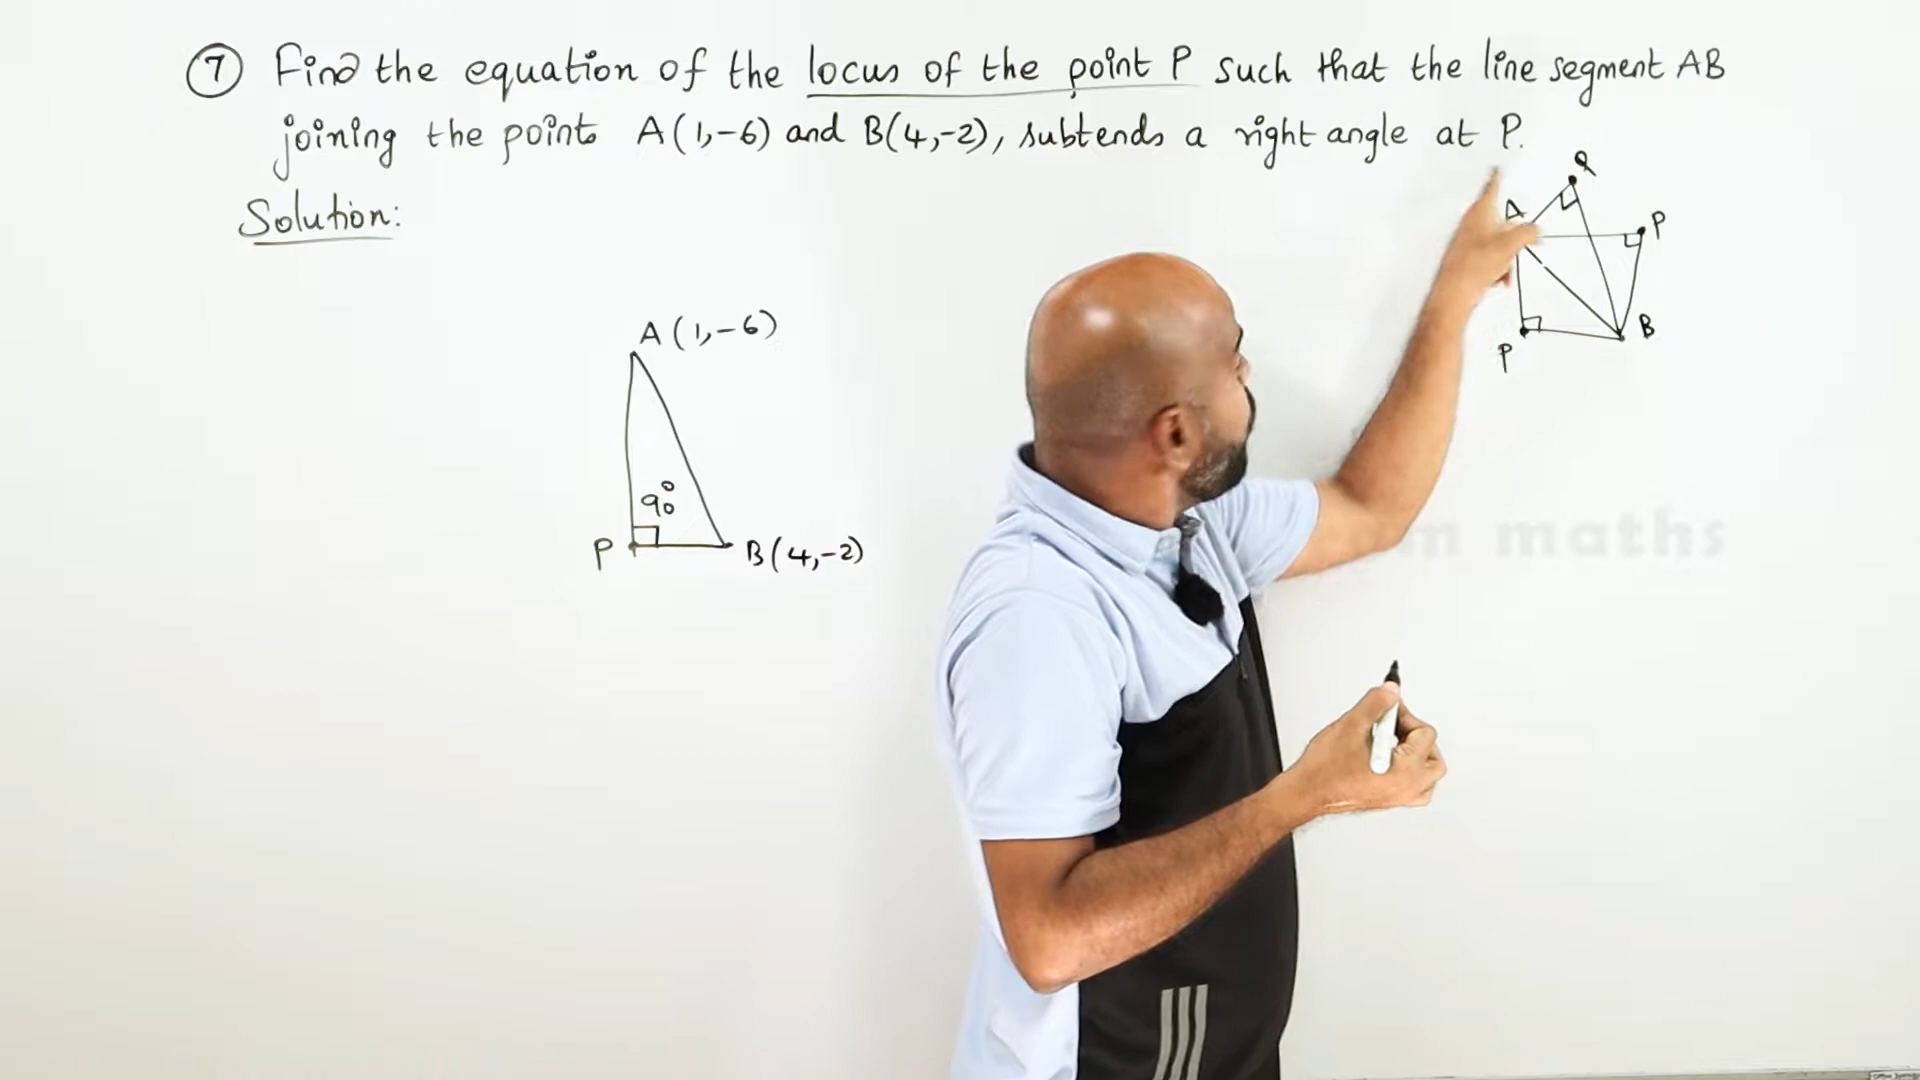 7 Find the equation of the locus of the point P such that the line segment AB
joining the points A(1,-6) and B(4,-2), subtends a right angle at P.
Solution:
P
A
P
B
P
A(1,-6)
90°
P
B(4,-2)
maths